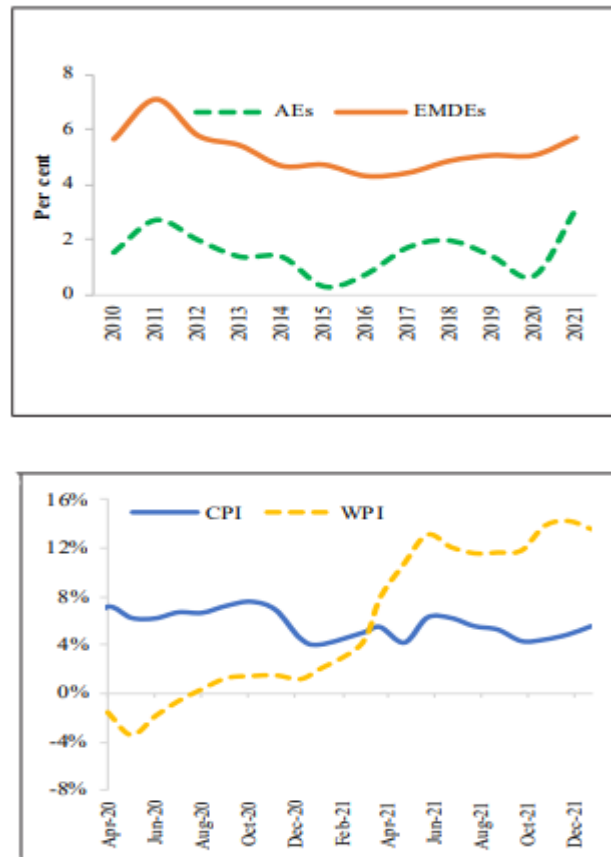 8
AEs EMDEs
6
4
2
0
Per cent
2010 2011 2012 2013 2014 2015 2016 2017 2018 2019 2020 2021
16%
CPI WPI
12%
8%
4%
0%
-4%
-8%
Apr-20 Jun-20 Aug-20 Oct-20 Dec-20 Feb-21 Apr-21 Jun-21 Aug-21 Oct-21 Dec-21